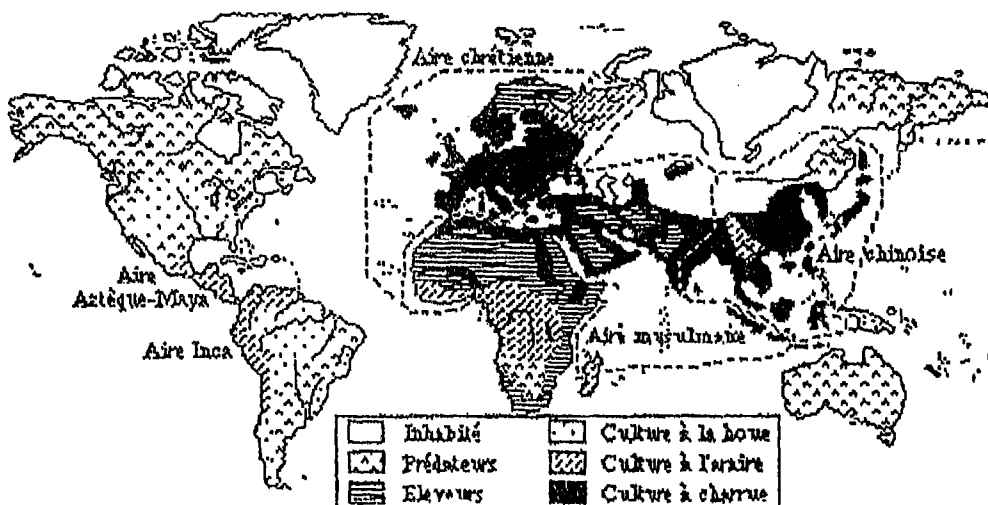 Aire chrétienne
Aire
Aztèque-Maya
Aire Inca
Aire chinoise
Aire musulmane
Inhabité
Prédateurs
Eleveurs
Culture à la houe
Culture à l'araire
Culture à charrue